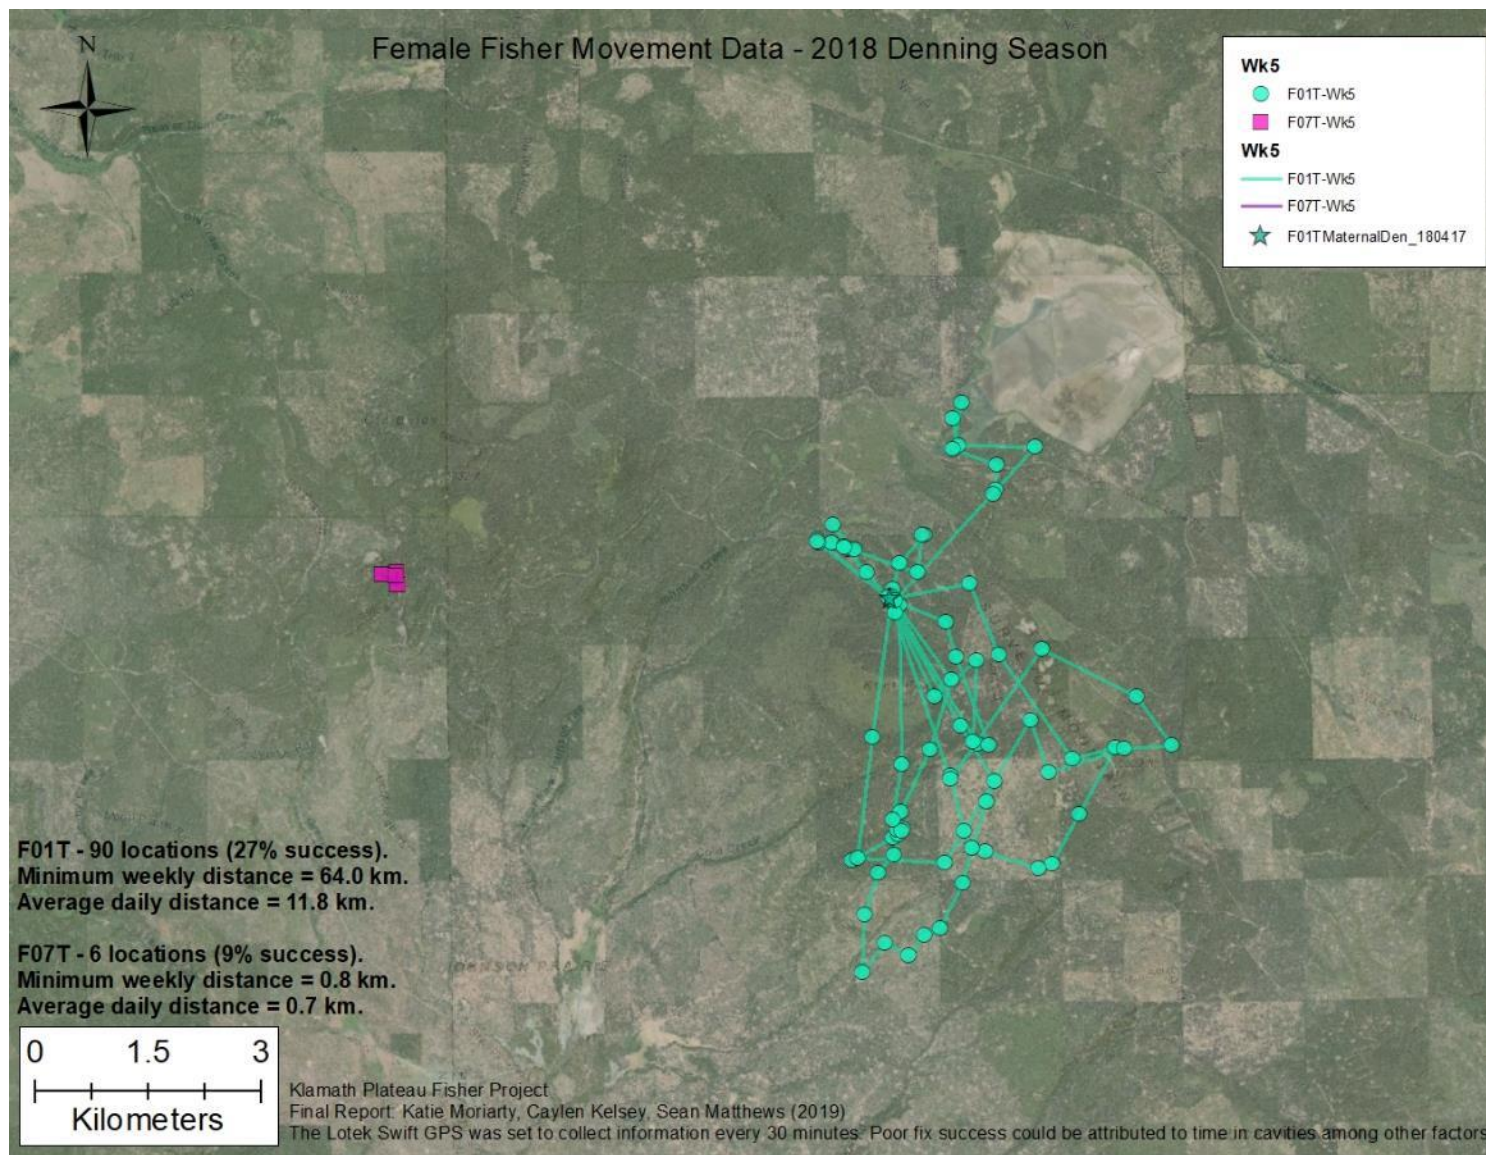 Female Fisher Movement Data - 2018 Denning Season
N
Wk5
F01T-Wk5
F07T-Wk5
Wk5
F01T-Wk5
F07T-Wk5
F01TMaternalDen_180417
F01T - 90 locations (27% success).
Minimum weekly distance = 64.0 km.
Average daily distance = 11.8 km.
F07T - 6 locations (9% success).
Minimum weekly distance = 0.8 km.
Average daily distance = 0.7 km.
0 1.5 3
Kilometers
Klamath Plateau Fisher Project
Final Report: Katie Moriarty, Caylen Kelsey, Sean Matthews (2019)
The Lotek Swift GPS was set to collect information every 30 minutes. Poor fix success could be attributed to time in cavities among other factors